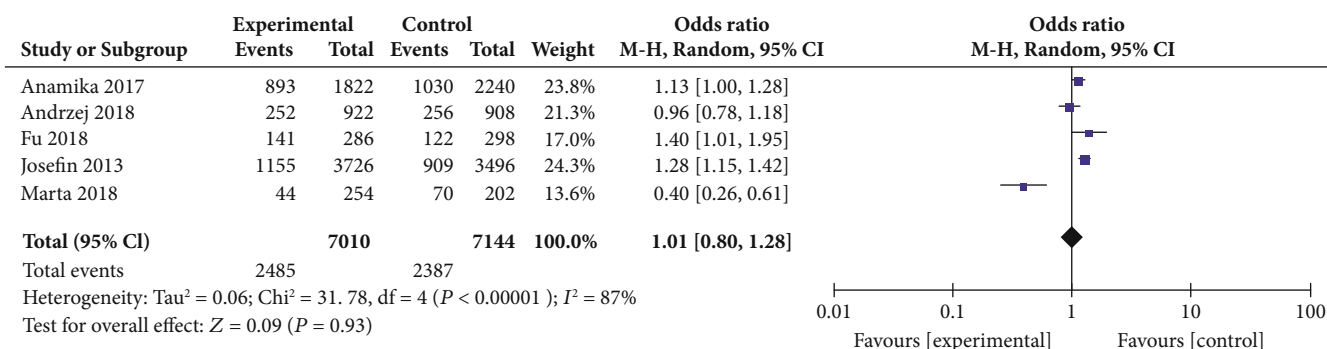 Experimental Control Odds ratio Odds ratio
Study or Subgroup Events Total Events Total Weight M-H, Random, 95% CI M-H, Random, 95% CI
Anamika 2017 893 1822 1030 2240 23.8% 1.13 [1.00, 1.28]
Andrzej 2018 252 922 256 908 21.3% 0.96 [0.78, 1.18]
Fu 2018 141 286 122 298 17.0% 1.40 [1.01, 1.95]
Josefin 2013 1155 3726 909 3496 24.3% 1.28 [1.15, 1.42]
Marta 2018 44 254 70 202 13.6% 0.40 [0.26, 0.61]
Total (95% Cl) 7010 7144 100.0% 1.01 [0.80, 1.28]
Total events 2485 2387
Heterogeneity: Tau² = 0.06; Chi² = 31. 78, df = 4 (P < 0.00001 ); I² = 87%
Test for overall effect: Z = 0.09 (P = 0.93)
0.01 0.1 1 10 100
Favours [experimental] Favours [control]